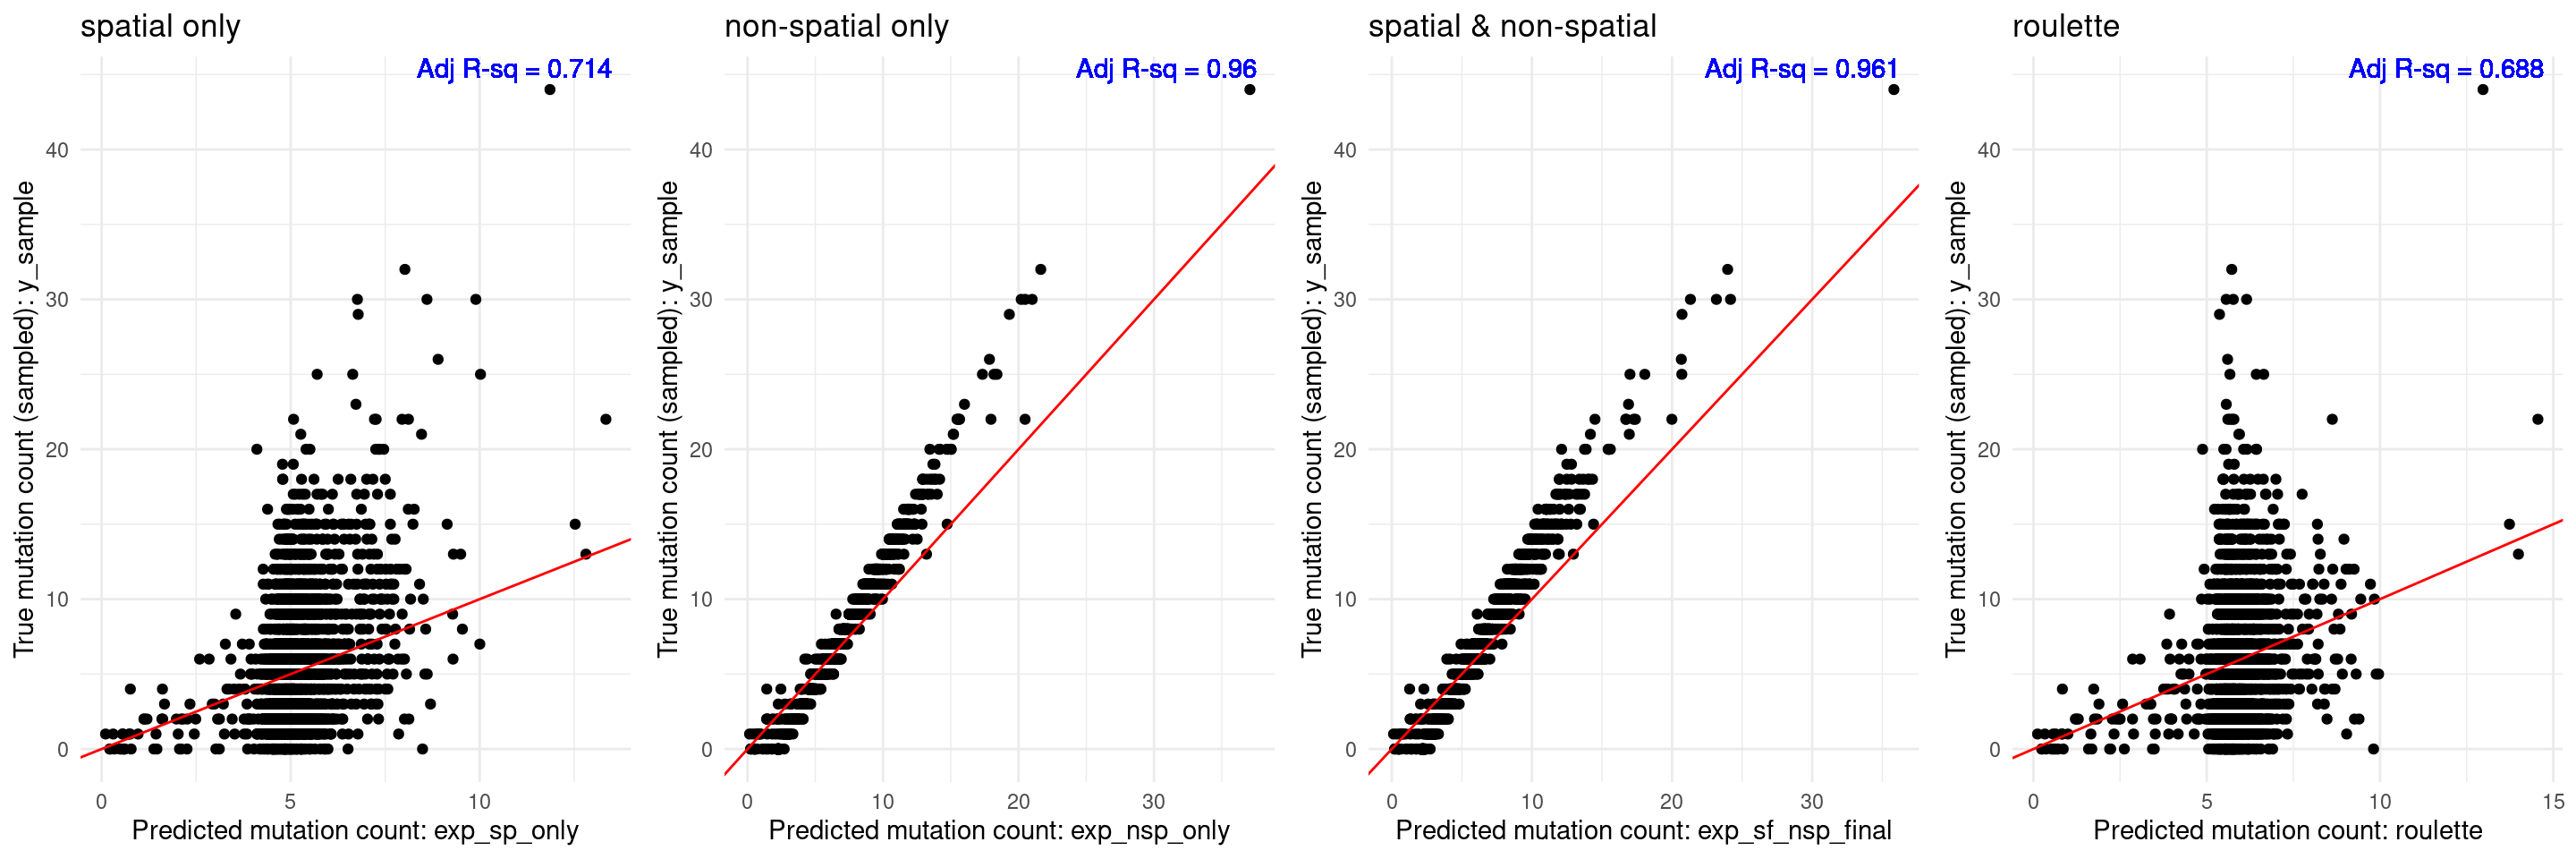 spatial only
Adj R-sq = 0.714
True mutation count (sampled): y_sample
40
30
20
10
0
0 5 10
Predicted mutation count: exp_sp_only
non-spatial only
Adj R-sq = 0.96
True mutation count (sampled): y_sample
40
30
20
10
0
0 10 20 30
Predicted mutation count: exp_nsp_only
spatial & non-spatial
Adj R-sq = 0.961
True mutation count (sampled): y_sample
40
30
20
10
0
0 10 20 30
Predicted mutation count: exp_sf_nsp_final
roulette
Adj R-sq = 0.688
True mutation count (sampled): y_sample
40
30
20
10
0
0 5 10 15
Predicted mutation count: roulette